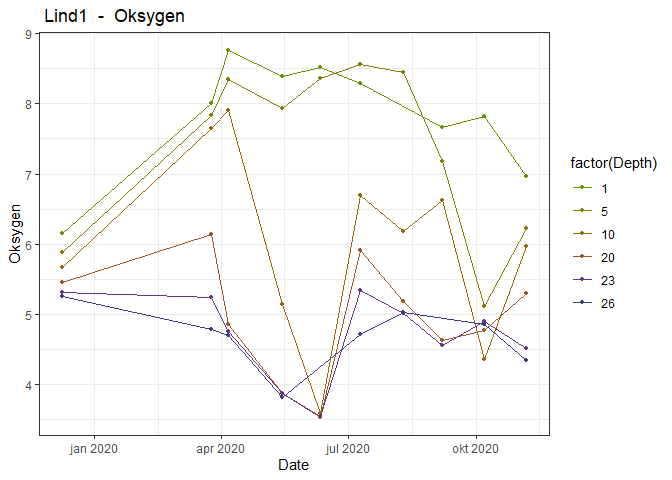 Lind1 - Oksygen
9
8
7
6
5
4
Oksygen
jan 2020
apr 2020
jul 2020
okt 2020
Date
factor(Depth)
1
5
10
20
23
26